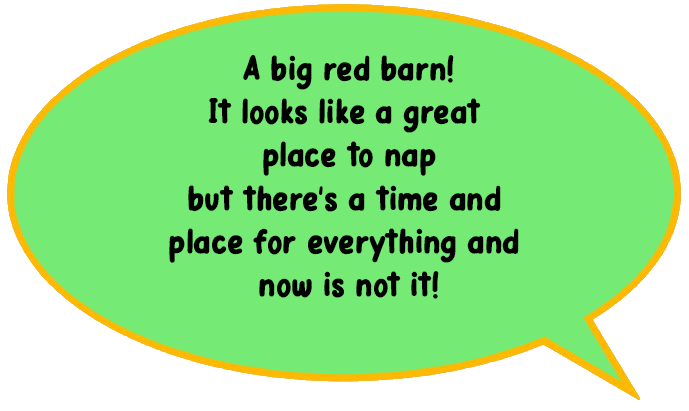 A big red barn!
It looks like a great
place to nap
but there's a time and
place for everything and
now is not it!